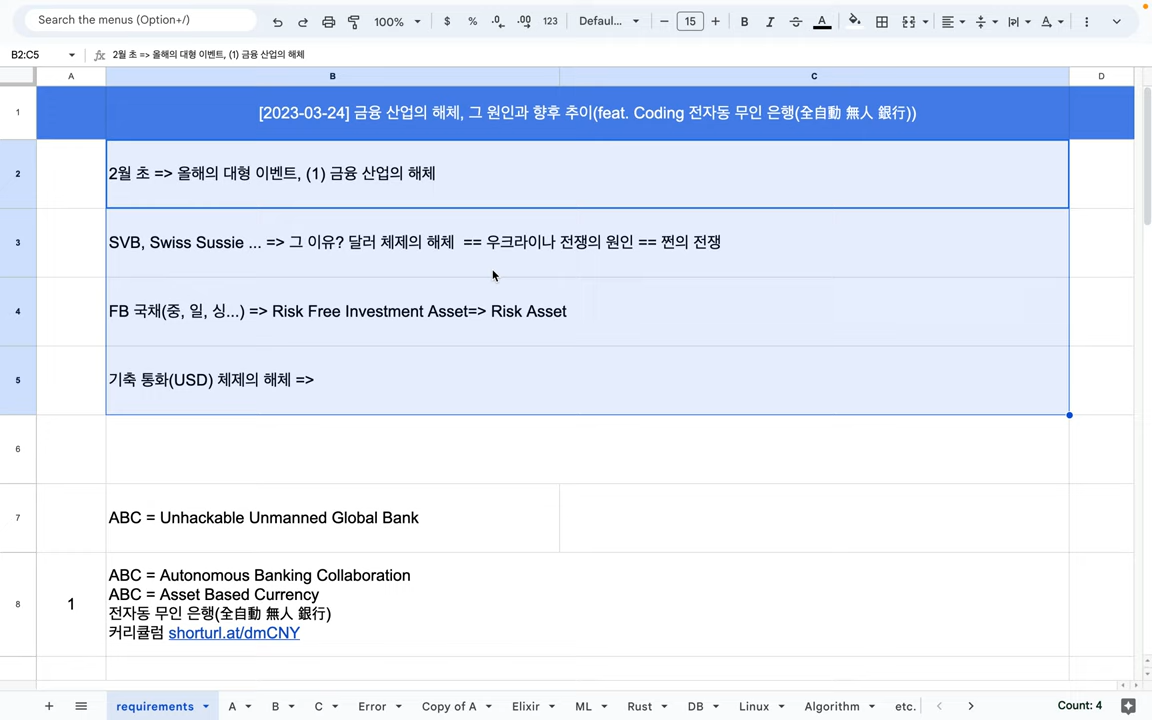 Search the menus (Option+/)
100%
$ % .0 .00 123 Defaul... 15 B I S A
B2:C5
fx 2월 초 => 올해의 대형 이벤트, (1) 금융 산업의 해체
A B C D
1 [2023-03-24] 금융 산업의 해체, 그 원인과 향후 추이(feat. Coding 전자동 무인 은행(全自動 無人 銀行))
2 2월 초 => 올해의 대형 이벤트, (1) 금융 산업의 해체
3 SVB, Swiss Sussie ... => 그 이유? 달러 체제의 해체 == 우크라이나 전쟁의 원인 == 쩐의 전쟁
4 FB 국채(중, 일, 싱...) => Risk Free Investment Asset=> Risk Asset
5 기축 통화(USD) 체제의 해체 =>
6
7 ABC = Unhackable Unmanned Global Bank
ABC = Autonomous Banking Collaboration
ABC = Asset Based Currency
8 1 전자동 무인 은행(全自動 無人 銀行)
커리큘럼 shorturl.at/dmCNY
requirements A B C Error Copy of A Elixir ML Rust DB Linux Algorithm etc. Count: 4